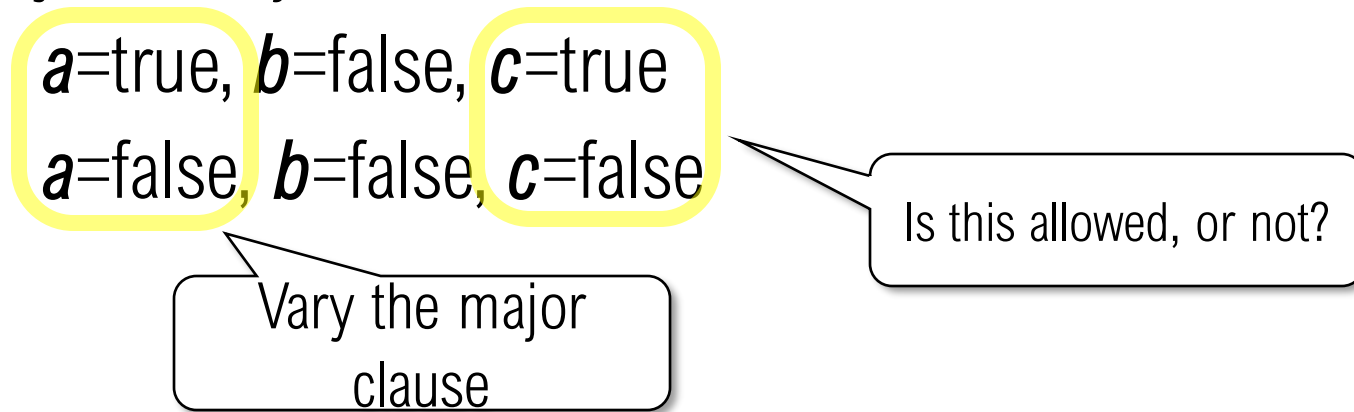 a=true, b=false, c=true
a=false, b=false, c=false
Is this allowed, or not?
Vary the major
clause